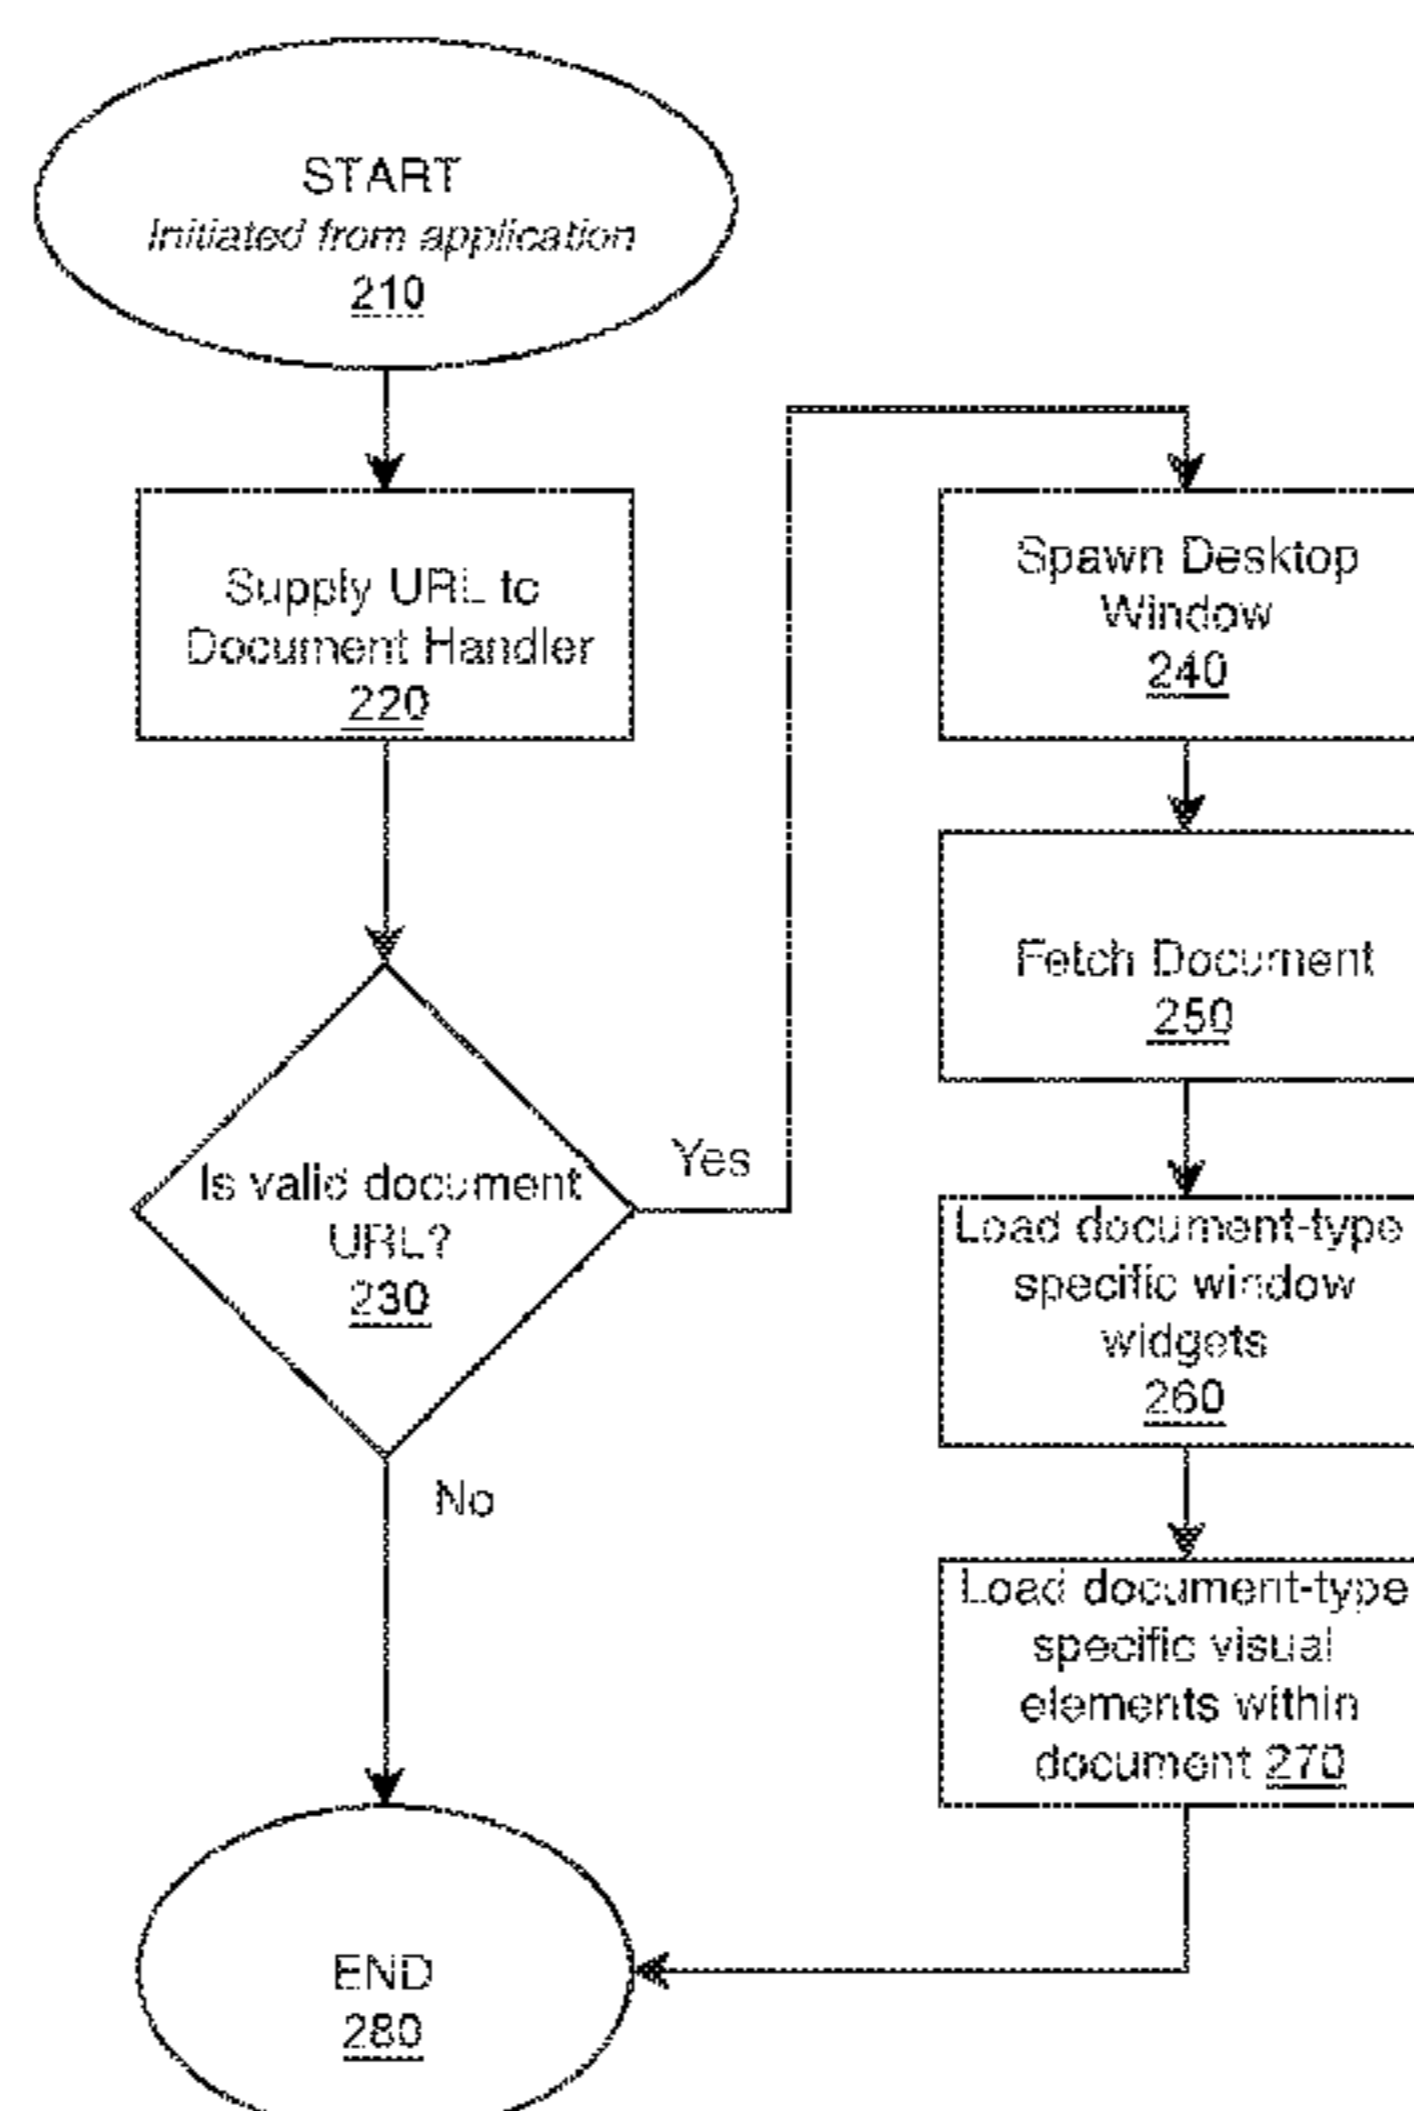 START
Initiated from application
210
Supply URL to
Document Handler
220
Is valid document
URL?
230
Yes
No
Spawn Desktop
Window
240
Fetch Document
250
Load document-type
specific window
widgets
260
Load document-type
specific visual
elements within
document 270
END
280